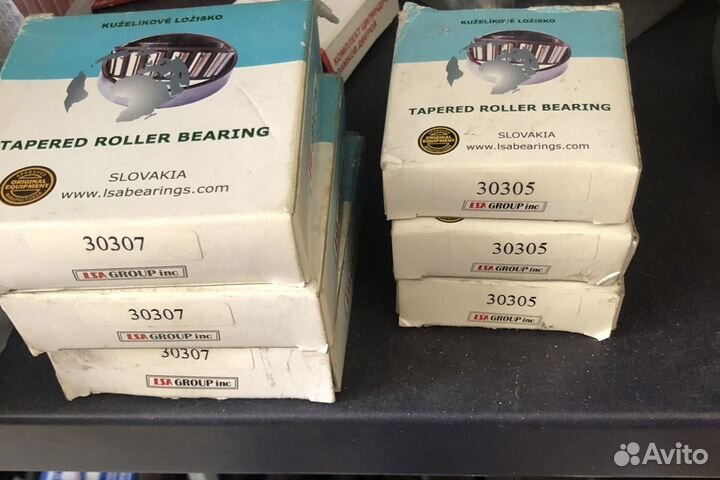 KUŽELÍKOVÉ LOŽISKO
TAPERED ROLLER BEARING
SLOVAKIA
www.lsabearings.com
ORIGINAL
EQUIPMENT
30307
LSA GROUP inc
30307
LSA GROUP inc
30307
LSA GROUP inc
KUŽELÍKOVÉ LOŽISKO
TAPERED ROLLER BEARING
SLOVAKIA
www.lsabearings.com
ORIGINAL
EQUIPMENT
30305
LSA GROUP inc
30305
LSA GROUP inc
30305
LSA GROUP inc
Avito